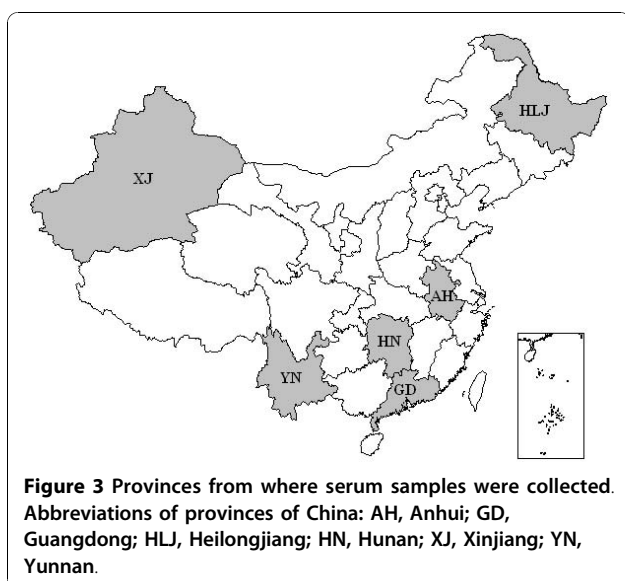 HLJ
XJ
AH
HN
YN
GD
Figure 3 Provinces from where serum samples were collected.
Abbreviations of provinces of China: AH, Anhui; GD,
Guangdong; HLJ, Heilongjiang; HN, Hunan; XJ, Xinjiang; YN,
Yunnan.